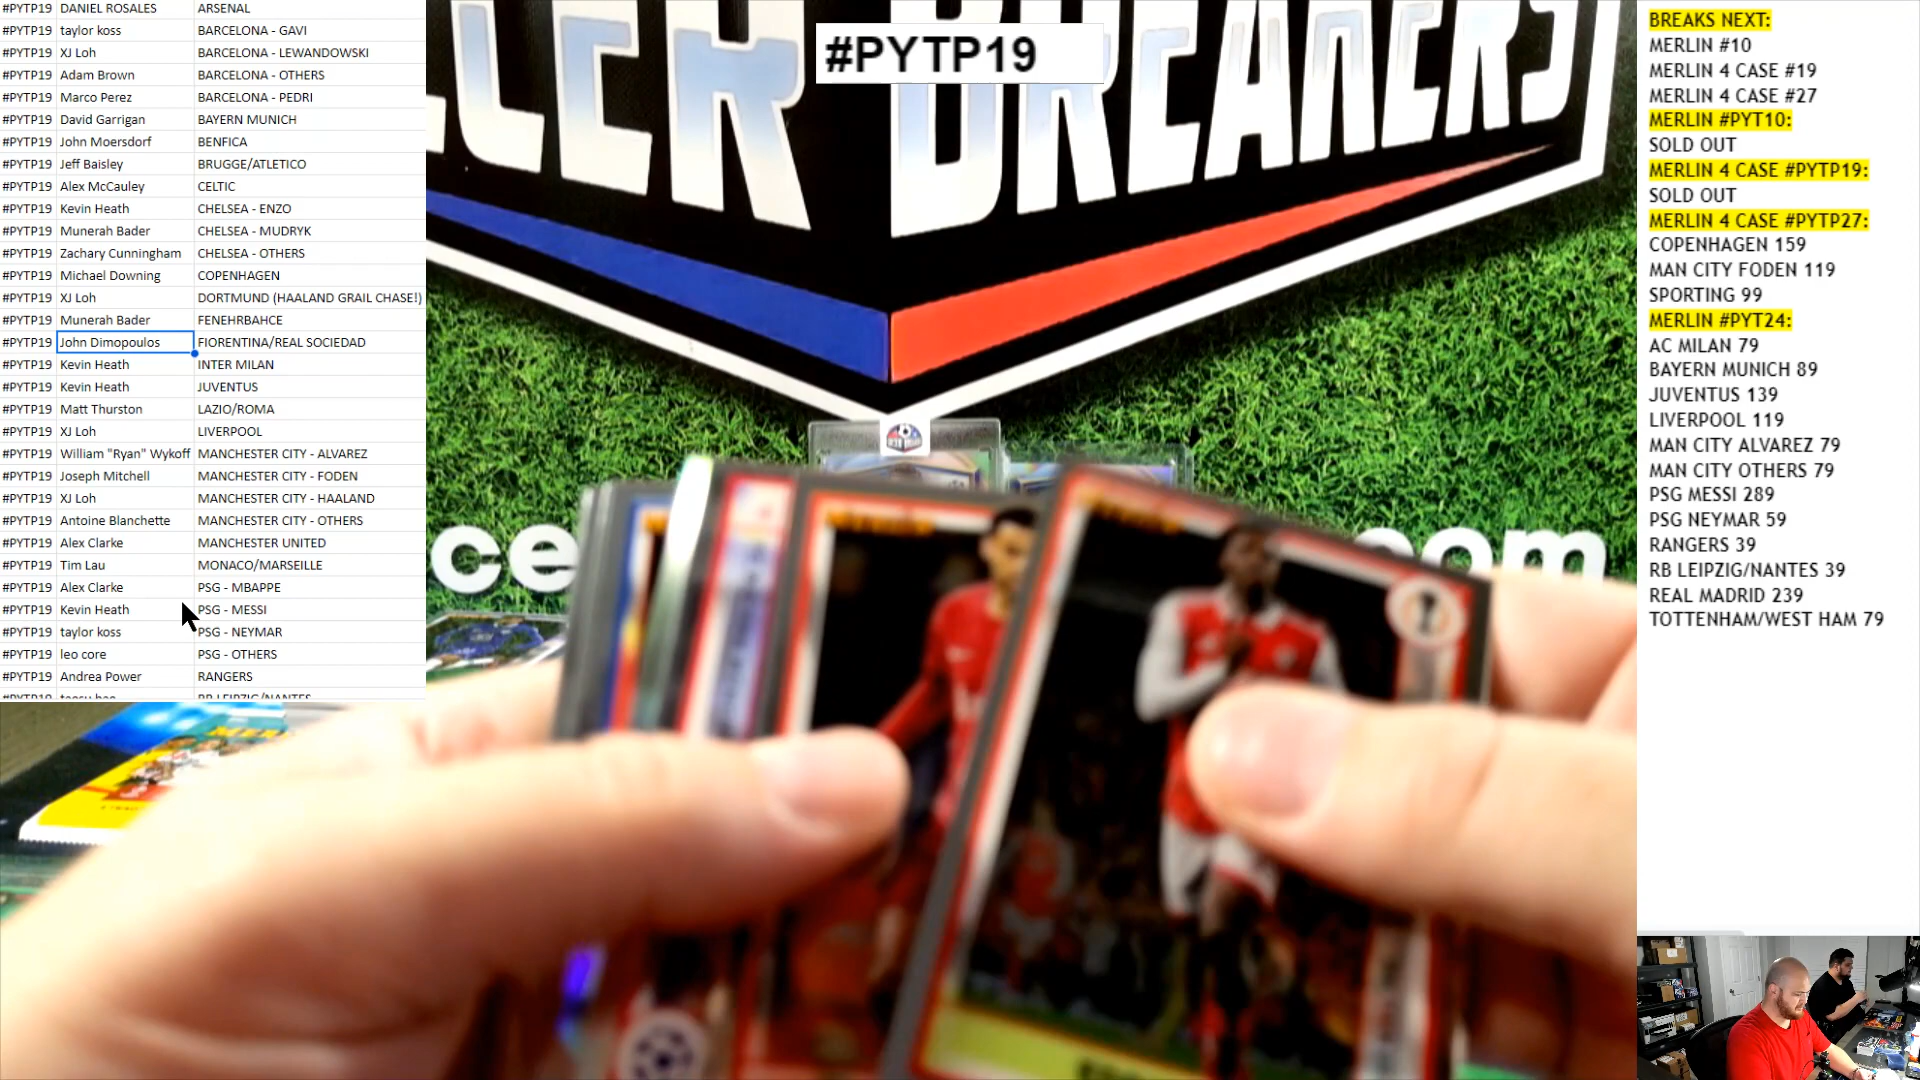 #PYTP19 DANIEL ROSALES ARSENAL
#PYTP19 taylor koss BARCELONA - GAVI
#PYTP19 XJ Loh BARCELONA - LEWANDOWSKI
#PYTP19 Adam Brown BARCELONA - OTHERS
#PYTP19 Marco Perez BARCELONA - PEDRI
#PYTP19 David Garrigan BAYERN MUNICH
#PYTP19 John Moersdorf BENFICA
#PYTP19 Jeff Baisley BRUGGE/ATLETICO
#PYTP19 Alex McCauley CELTIC
#PYTP19 Kevin Heath CHELSEA - ENZO
#PYTP19 Munerah Bader CHELSEA - MUDRYK
#PYTP19 Zachary Cunningham CHELSEA - OTHERS
#PYTP19 Michael Downing COPENHAGEN
#PYTP19 XJ Loh DORTMUND (HAALAND GRAIL CHASE!)
#PYTP19 Munerah Bader FENEHRBAHCE
#PYTP19 John Dimopoulos FIORENTINA/REAL SOCIEDAD
#PYTP19 Kevin Heath INTER MILAN
#PYTP19 Kevin Heath JUVENTUS
#PYTP19 Matt Thurston LAZIO/ROMA
#PYTP19 XJ Loh LIVERPOOL
#PYTP19 William "Ryan" Wykoff MANCHESTER CITY - ALVAREZ
#PYTP19 Joseph Mitchell MANCHESTER CITY - FODEN
#PYTP19 XJ Loh MANCHESTER CITY - HAALAND
#PYTP19 Antoine Blanchette MANCHESTER CITY - OTHERS
#PYTP19 Alex Clarke MANCHESTER UNITED
#PYTP19 Tim Lau MONACO/MARSEILLE
#PYTP19 Alex Clarke PSG - MBAPPE
#PYTP19 Kevin Heath PSG - MESSI
#PYTP19 taylor koss PSG - NEYMAR
#PYTP19 leo core PSG - OTHERS
#PYTP19 Andrea Power RANGERS
#PYTP19 RB LEIPZIG/NANTES
#PYTP19
BREAKERS
ce
om
BREAKS NEXT:
MERLIN #10
MERLIN 4 CASE #19
MERLIN 4 CASE #27
MERLIN #PYT10:
SOLD OUT
MERLIN 4 CASE #PYTP19:
SOLD OUT
MERLIN 4 CASE #PYTP27:
COPENHAGEN 159
MAN CITY FODEN 119
SPORTING 99
MERLIN #PYT24:
AC MILAN 79
BAYERN MUNICH 89
JUVENTUS 139
LIVERPOOL 119
MAN CITY ALVAREZ 79
MAN CITY OTHERS 79
PSG MESSI 289
PSG NEYMAR 59
RANGERS 39
RB LEIPZIG/NANTES 39
REAL MADRID 239
TOTTENHAM/WEST HAM 79